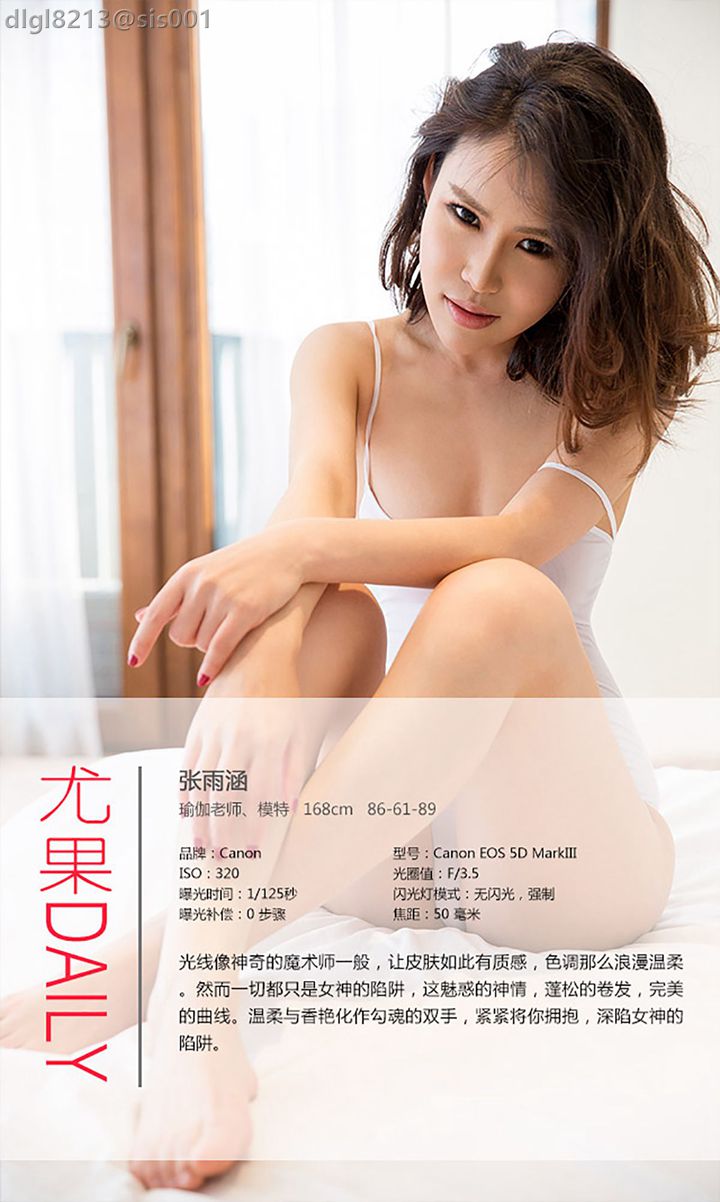 dlgl8213@sis001
尤果DAILY
张雨涵
瑜伽老师、模特 168cm 86-61-89
品牌：Canon 型号：Canon EOS 5D MarkIII
ISO：320 光圈值：F/3.5
曝光时间：1/125秒 闪光灯模式：无闪光，强制
曝光补偿：0 步骤 焦距：50 毫米
光线像神奇的魔术师一般，让皮肤如此有质感，色调那么浪漫温柔
。然而一切都只是女神的陷阱，这魅惑的神情，蓬松的卷发，完美
的曲线。温柔与香艳化作勾魂的双手，紧紧将你拥抱，深陷女神的
陷阱。